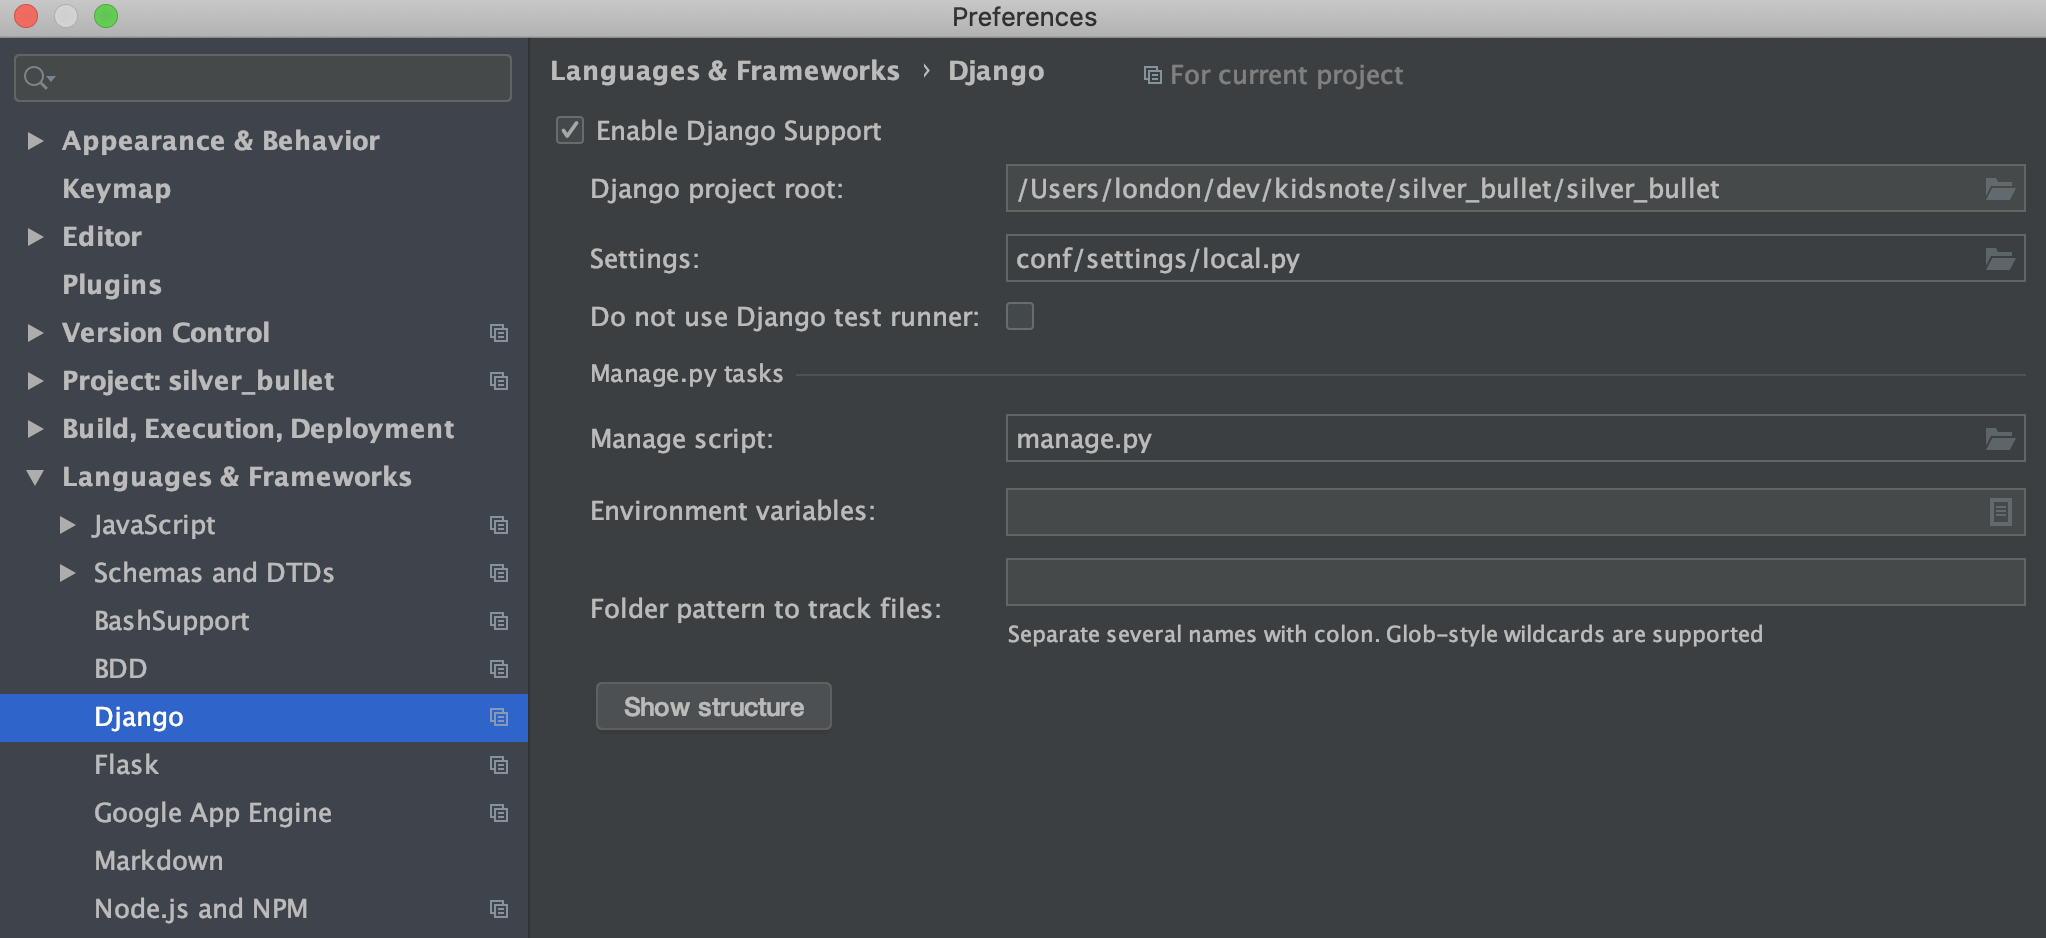 Preferences
Appearance & Behavior
Keymap
Editor
Plugins
Version Control
Project: silver_bullet
Build, Execution, Deployment
Languages & Frameworks
JavaScript
Schemas and DTDs
BashSupport
BDD
Django
Flask
Google App Engine
Markdown
Node.js and NPM
Languages & Frameworks › Django For current project
Enable Django Support
Django project root: /Users/london/dev/kidsnote/silver_bullet/silver_bullet
Settings: conf/settings/local.py
Do not use Django test runner:
Manage.py tasks
Manage script: manage.py
Environment variables:
Folder pattern to track files:
Separate several names with colon. Glob-style wildcards are supported
Show structure